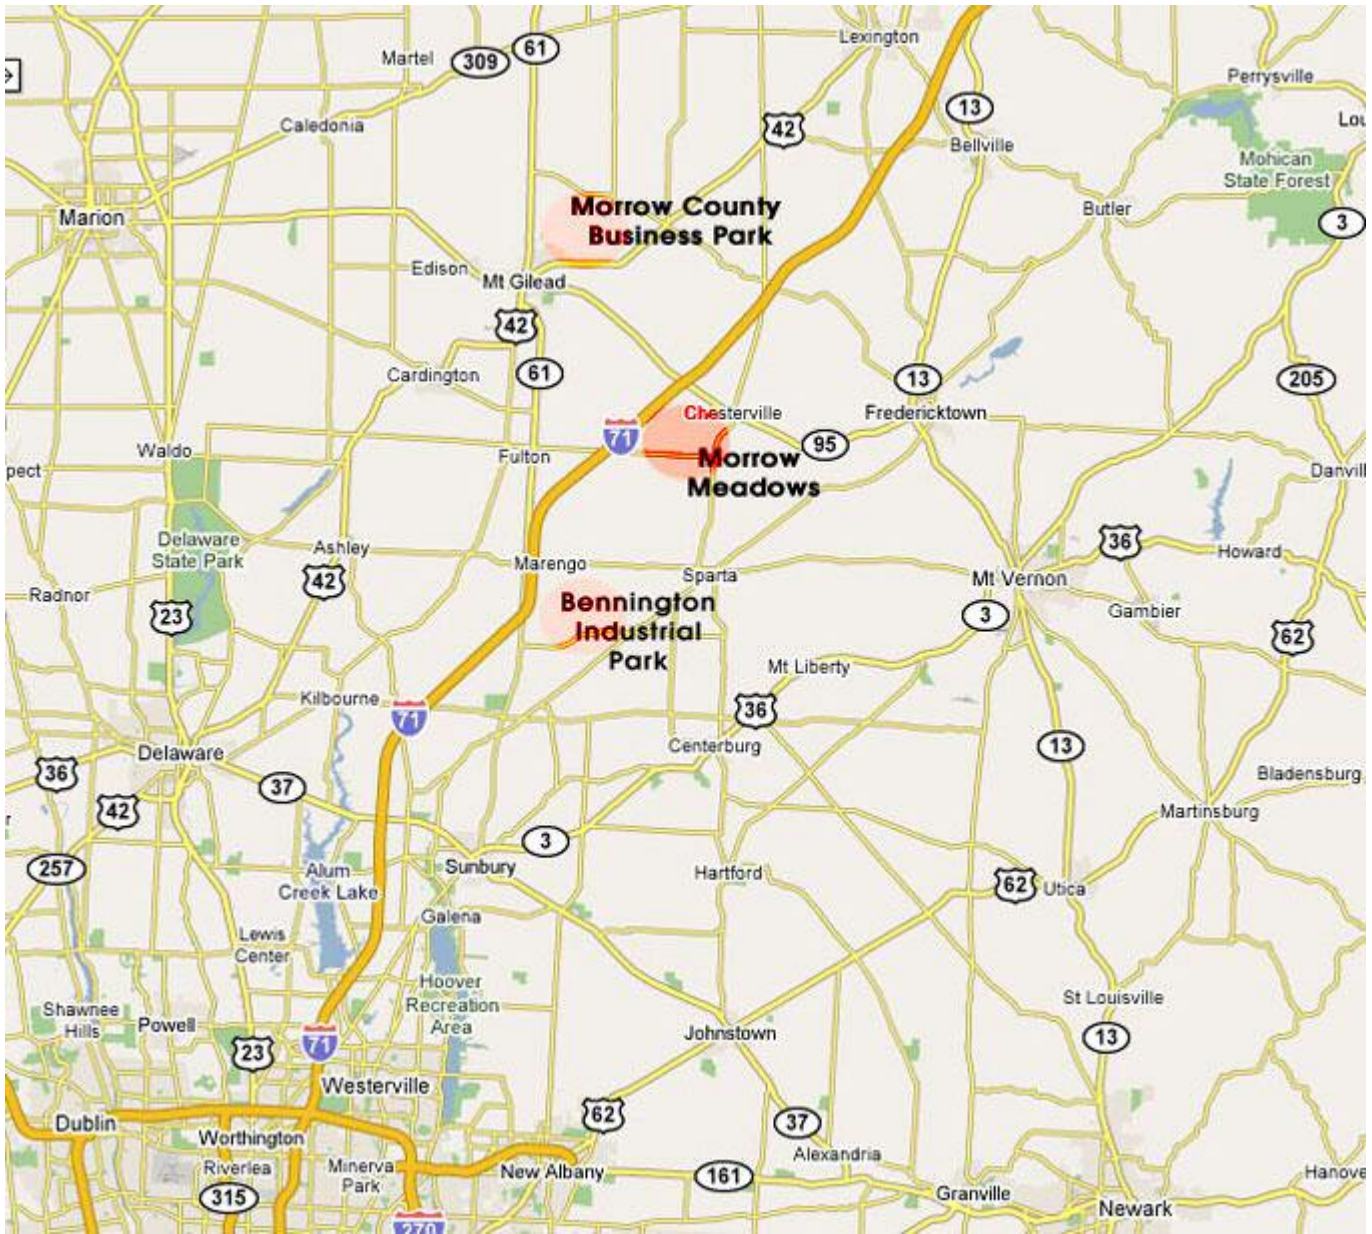 Lexington
Martel
309
61
Perrysville
13
Caledonia
42
Bellville
Mohican
State Forest
Morrow County
Business Park
Marion
Butler
3
Edison
Mt Gilead
42
61
Cardington
13
205
Chesterville
Fredericktown
71
95
Waldo
Fulton
Morrow
Meadows
Delaware
State Park
Ashley
42
Marengo
Sparta
36
Howard
Mt Vernon
Radnor
23
Bennington
Industrial
Park
3
Gambier
62
Mt Liberty
Kilbourne
71
36
Centerburg
13
Delaware
36
37
42
Bladensburg
Martinsburg
257
3
Sunbury
Alum
Creek Lake
Hartford
62
Utica
Galena
Lewis
Center
Hoover
Recreation
Area
St Louisville
Shawnee
Hills
Powell
23
71
Johnstown
13
Westerville
62
Dublin
Worthington
37
Alexandria
Riverlea
Minerva
Park
New Albany
161
315
Granville
Newark
270